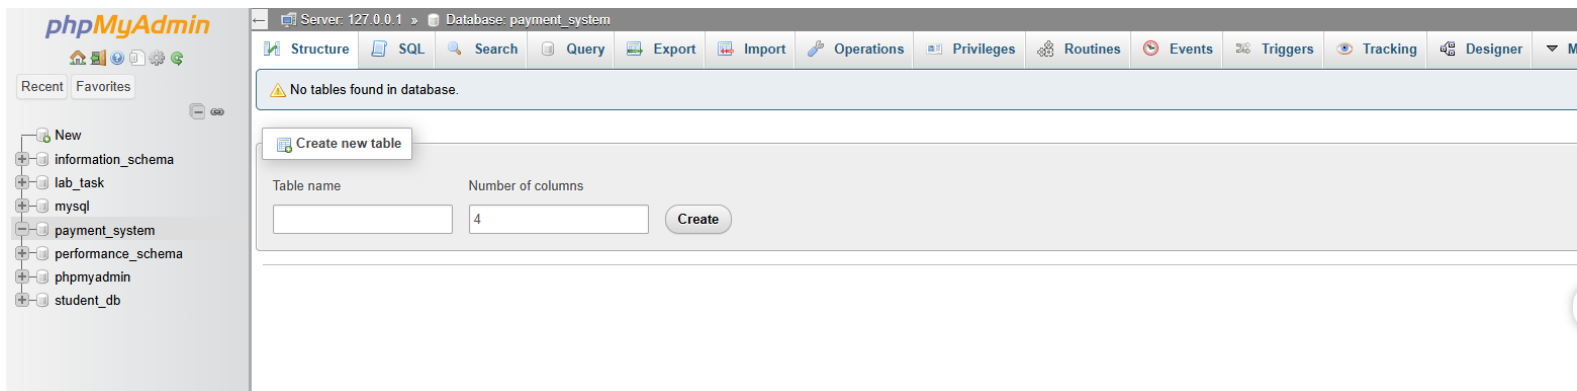 phpMyAdmin
Recent Favorites
New
information_schema
lab_task
mysql
payment_system
performance_schema
phpmyadmin
student_db
← Server: 127.0.0.1 » Database: payment_system
Structure SQL Search Query Export Import Operations Privileges Routines Events Triggers Tracking Designer M
No tables found in database.
Create new table
Table name Number of columns
4 Create